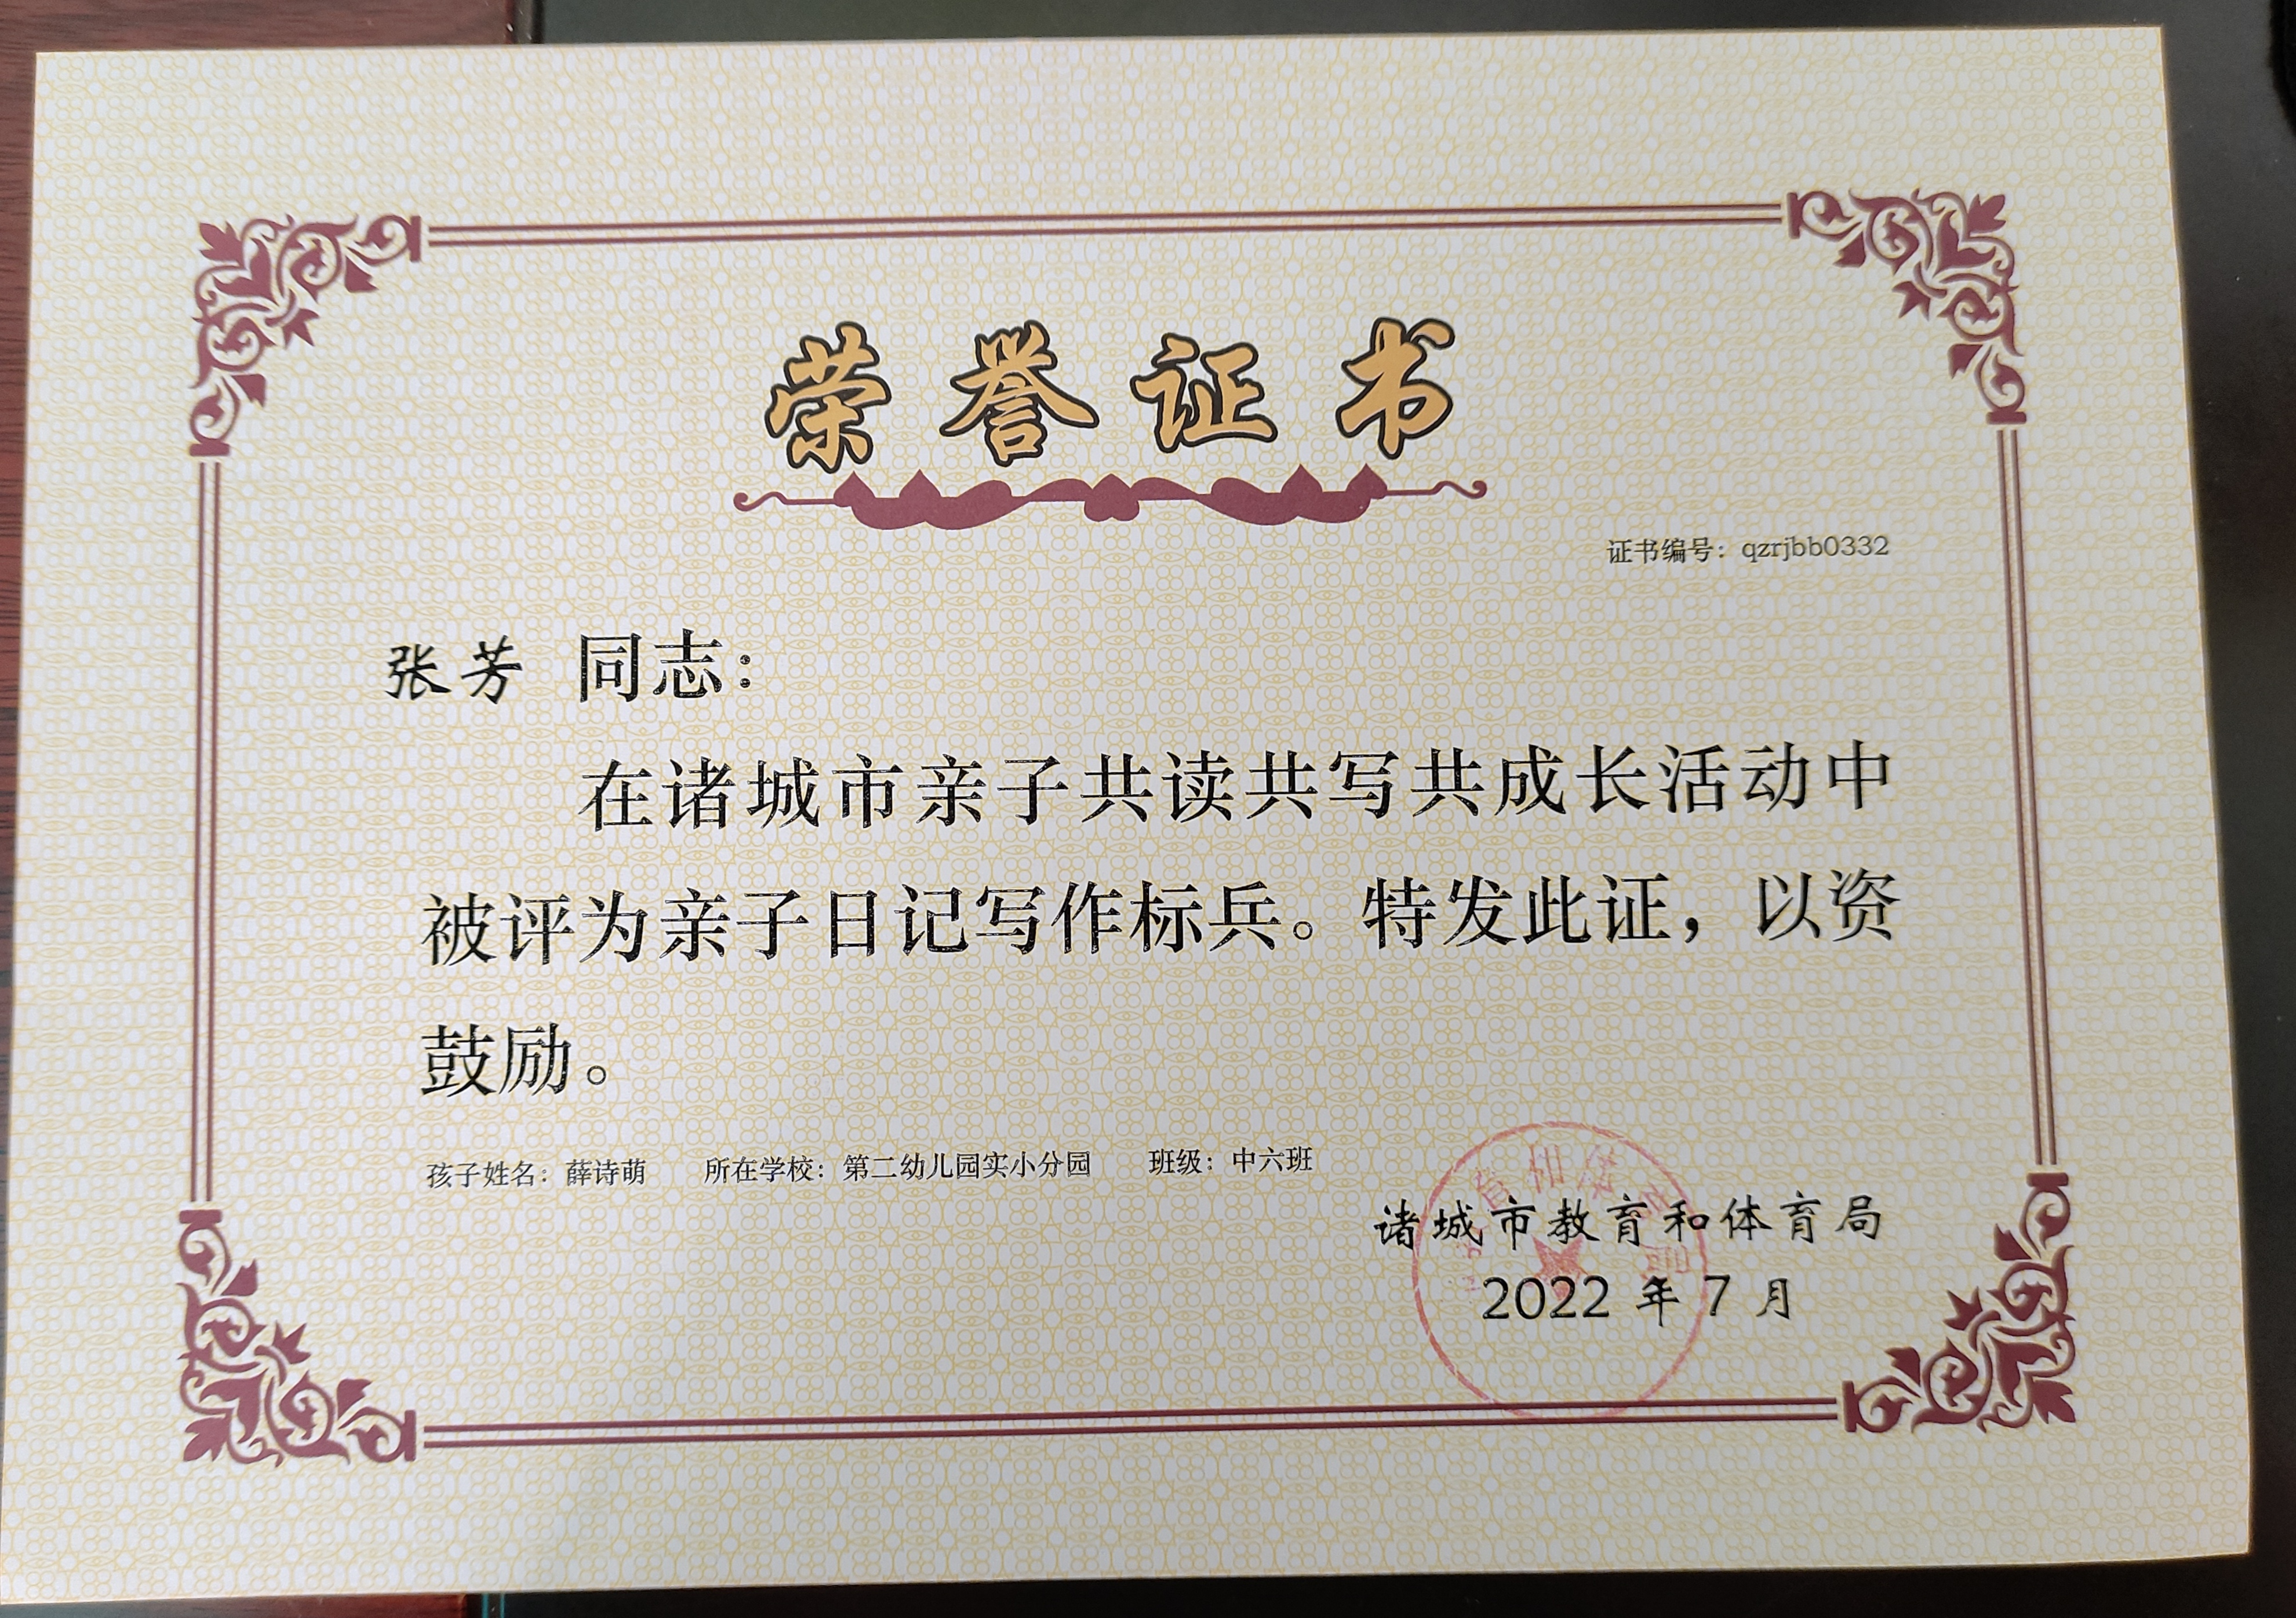 荣誉证书
证书编号：qzrjbb0332
张芳 同志：
在诸城市亲子共读共写共成长活动中
被评为亲子日记写作标兵。特发此证，以资
鼓励。
孩子姓名：薛诗萌 所在学校：第二幼儿园实小分园 班级：中六班
诸城市教育和体育局
2022 年 7 月